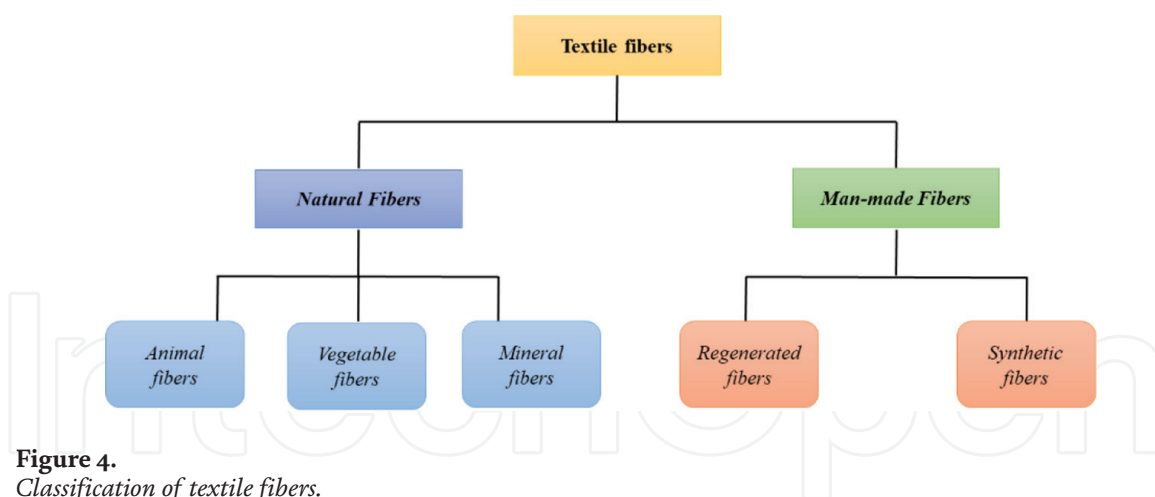 Textile fibers
Natural Fibers
Man-made Fibers
Animal
fibers
Vegetable
fibers
Mineral
fibers
Regenerated
fibers
Synthetic
fibers
IntechOpen
Figure 4.
Classification of textile fibers.